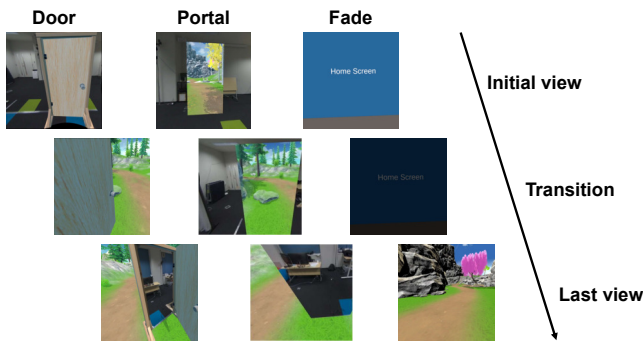 Door
Portal
Fade
Home Screen
Initial view
Home Screen
Transition
Last view